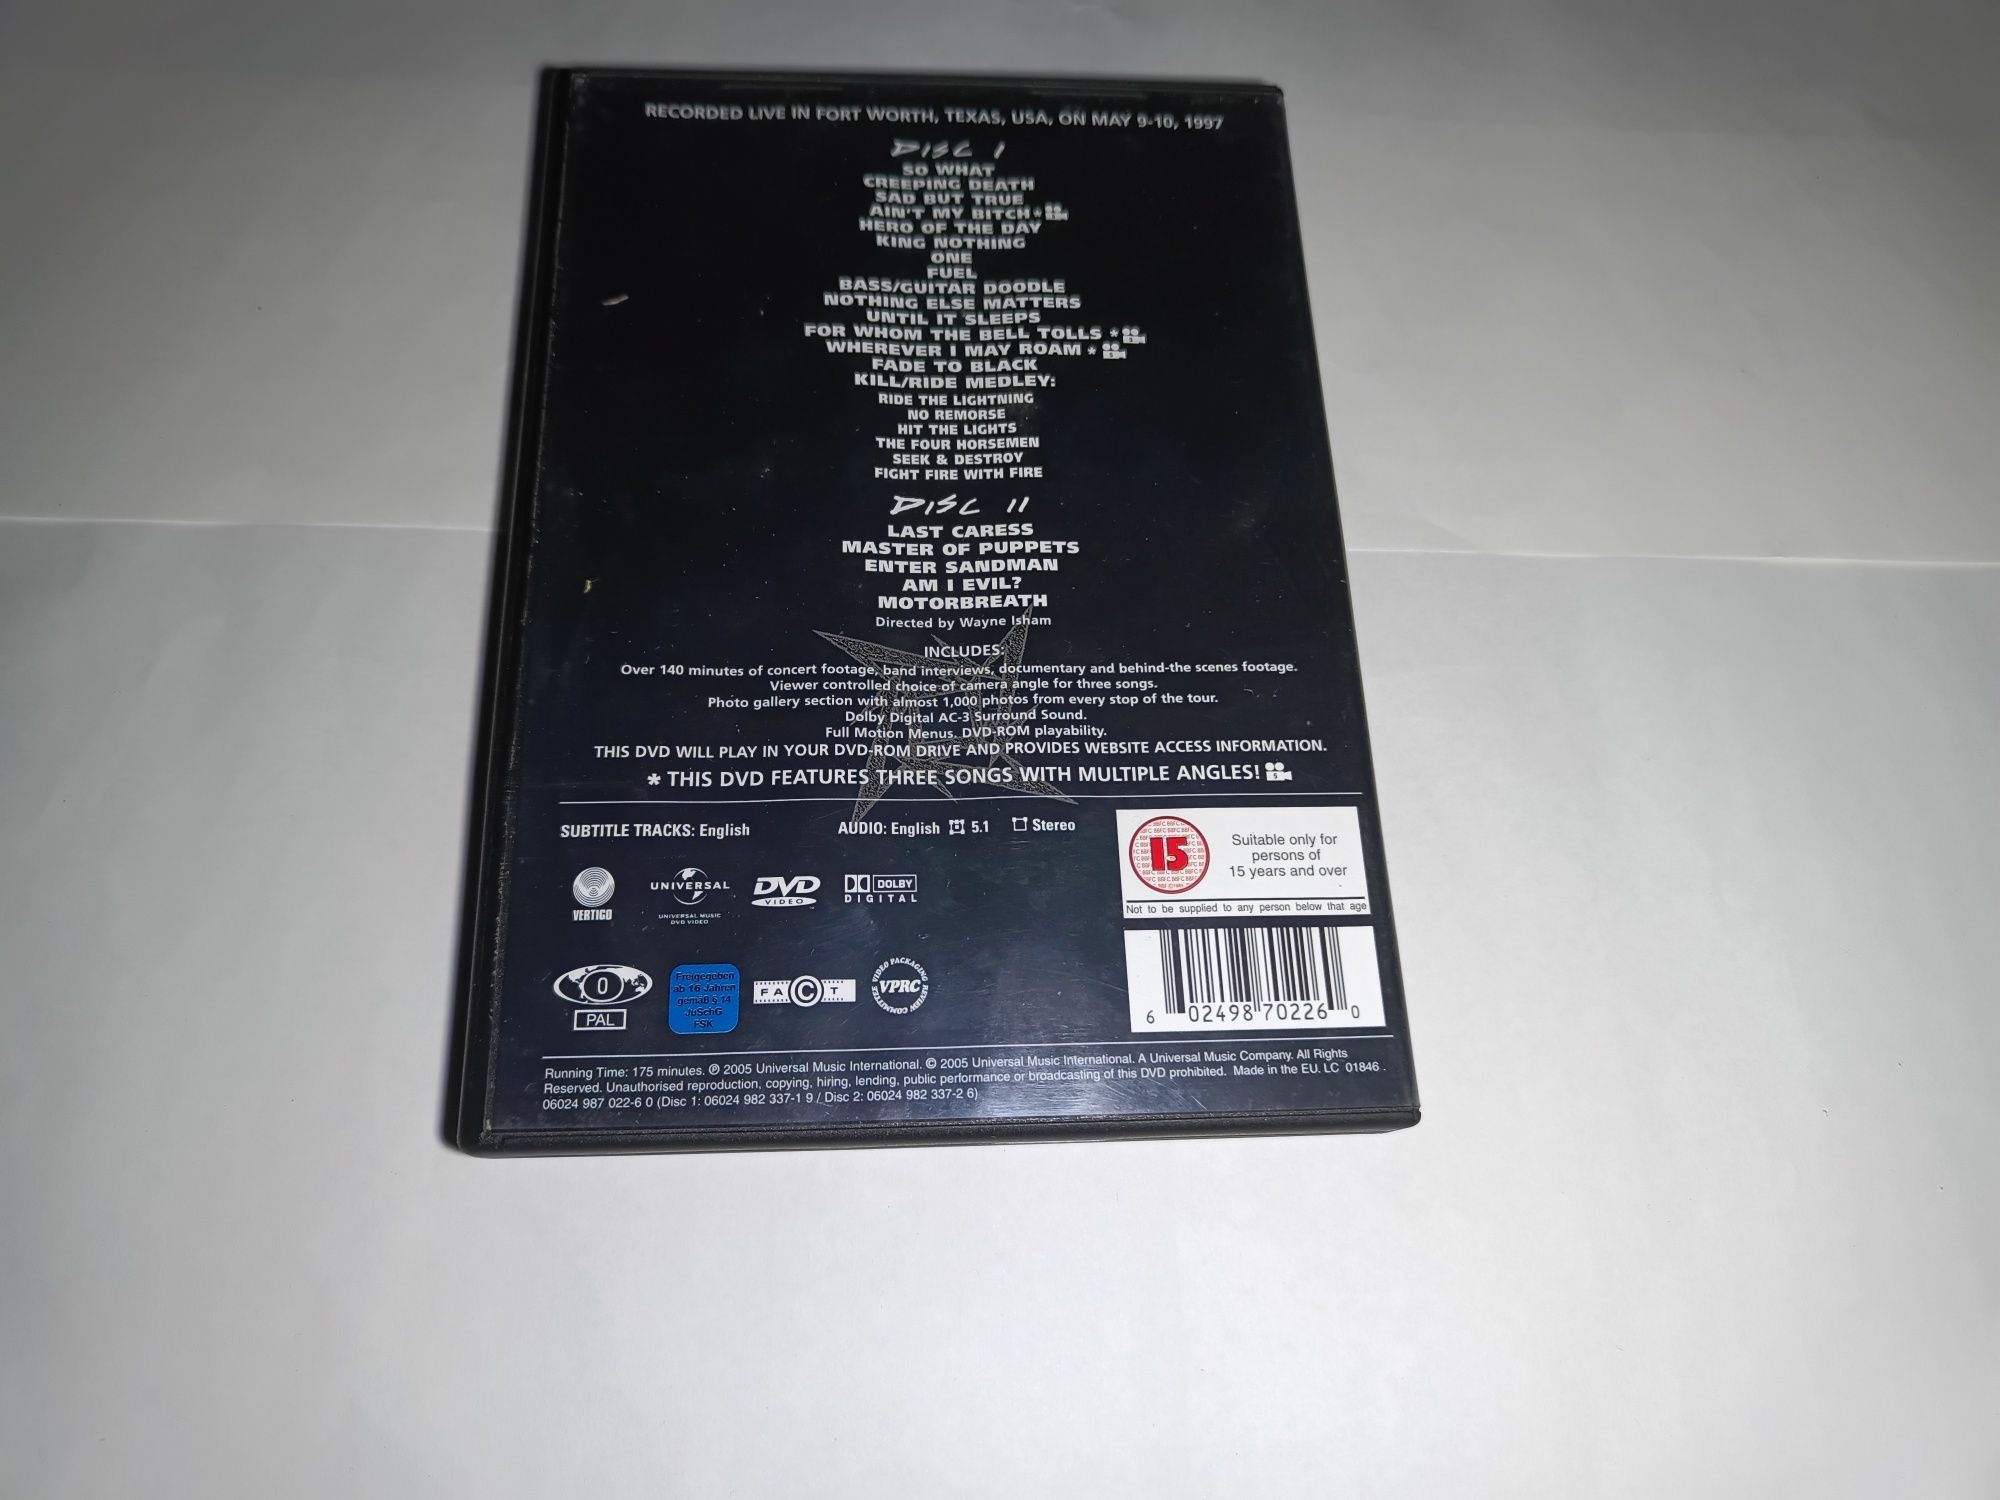 RECORDED LIVE IN FORT WORTH, TEXAS, USA, ON MAY 9-10, 1997
DISC I
SO WHAT
CREEPING DEATH
SAD BUT TRUE
AIN'T MY BITCH *
HERO OF THE DAY
KING NOTHING
ONE
FUEL
BASS/GUITAR DOODLE
NOTHING ELSE MATTERS
UNTIL IT SLEEPS
FOR WHOM THE BELL TOLLS *
WHEREVER I MAY ROAM *
FADE TO BLACK
KILL/RIDE MEDLEY:
RIDE THE LIGHTNING
NO REMORSE
HIT THE LIGHTS
THE FOUR HORSEMEN
SEEK & DESTROY
FIGHT FIRE WITH FIRE
DISC II
LAST CARESS
MASTER OF PUPPETS
ENTER SANDMAN
AM I EVIL?
MOTORBREATH
Directed by Wayne Isham
INCLUDES:
Over 140 minutes of concert footage, band interviews, documentary and behind-the scenes footage.
Viewer controlled choice of camera angle for three songs.
Photo gallery section with almost 1,000 photos from every stop of the tour.
Dolby Digital AC-3 Surround Sound.
Full Motion Menus. DVD-ROM playability.
THIS DVD WILL PLAY IN YOUR DVD-ROM DRIVE AND PROVIDES WEBSITE ACCESS INFORMATION.
* THIS DVD FEATURES THREE SONGS WITH MULTIPLE ANGLES!
SUBTITLE TRACKS: English
AUDIO: English 5.1 Stereo
15
Suitable only for
persons of
15 years and over
Not to be supplied to any person below that age
VERTIGO
UNIVERSAL
UNIVERSAL MUSIC
DVD VIDEO
DVD
VIDEO
DOLBY
DIGITAL
0
PAL
Freigegeben
ab 16 Jahren
gemäß § 14
JuSchG
FSK
FACT
VIDEO PACKAGING REVIEW COMMITTEE
VPRC
6 02498 70226 0
Running Time: 175 minutes. ℗ 2005 Universal Music International. © 2005 Universal Music International. A Universal Music Company. All Rights
Reserved. Unauthorised reproduction, copying, hiring, lending, public performance or broadcasting of this DVD prohibited. Made in the EU. LC 01846.
06024 987 022-6 0 (Disc 1: 06024 982 337-1 9 / Disc 2: 06024 982 337-2 6)